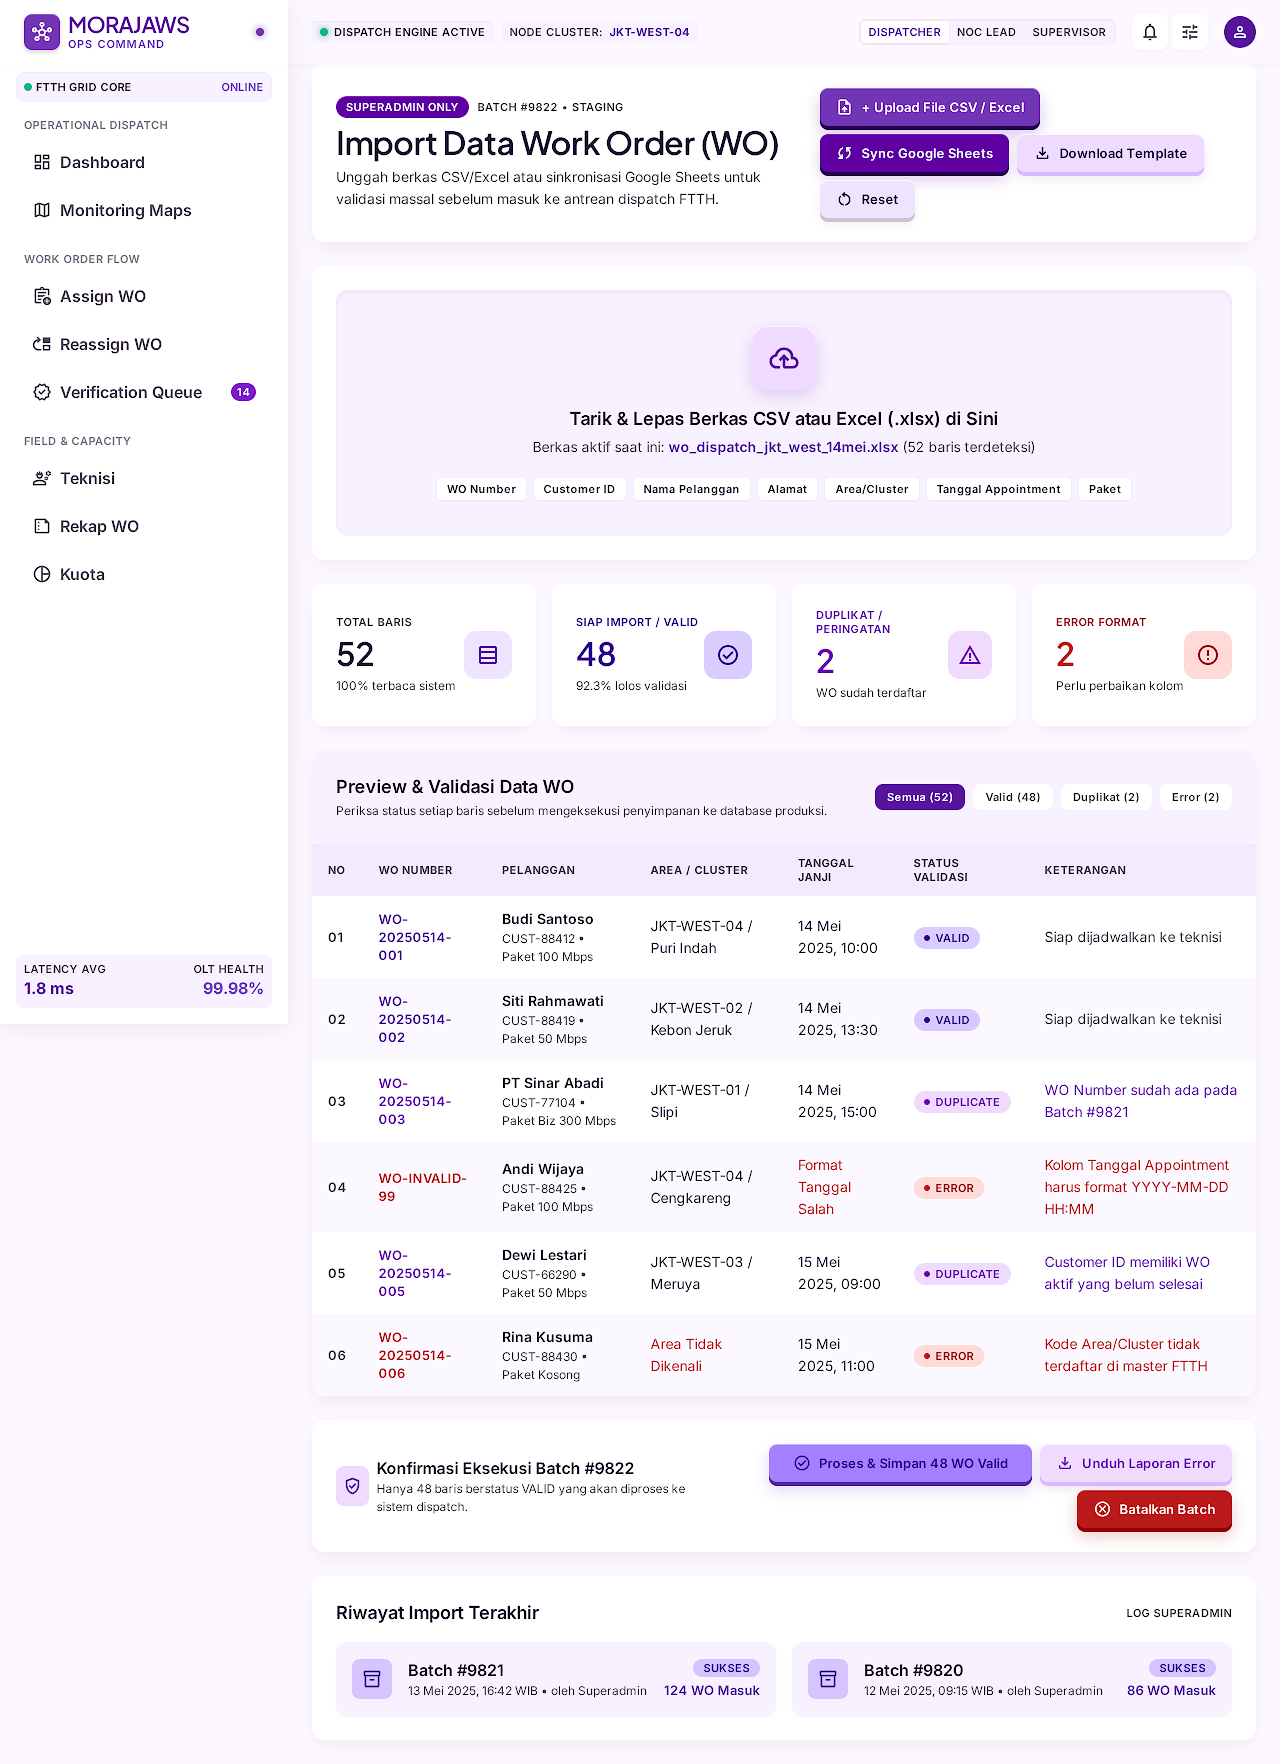 MORAJAWS
OPS COMMAND
FTTH GRID CORE
ONLINE
OPERATIONAL DISPATCH
Dashboard
Monitoring Maps
WORK ORDER FLOW
Assign WO
Reassign WO
Verification Queue
14
FIELD & CAPACITY
Teknisi
Rekap WO
Kuota
LATENCY AVG
OLT HEALTH
1.8 ms
99.98%
DISPATCH ENGINE ACTIVE
NODE CLUSTER: JKT-WEST-04
DISPATCHER
NOC LEAD
SUPERVISOR
SUPERADMIN ONLY
BATCH #9822 • STAGING
Import Data Work Order (WO)
Unggah berkas CSV/Excel atau sinkronisasi Google Sheets untuk
validasi massal sebelum masuk ke antrean dispatch FTTH.
+ Upload File CSV / Excel
Sync Google Sheets
Download Template
Reset
Tarik & Lepas Berkas CSV atau Excel (.xlsx) di Sini
Berkas aktif saat ini: wo_dispatch_jkt_west_14mei.xlsx (52 baris terdeteksi)
WO Number
Customer ID
Nama Pelanggan
Alamat
Area/Cluster
Tanggal Appointment
Paket
TOTAL BARIS
52
100% terbaca sistem
SIAP IMPORT / VALID
48
92.3% lolos validasi
DUPLIKAT /
PERINGATAN
2
WO sudah terdaftar
ERROR FORMAT
2
Perlu perbaikan kolom
Preview & Validasi Data WO
Periksa status setiap baris sebelum mengeksekusi penyimpanan ke database produksi.
Semua (52)
Valid (48)
Duplikat (2)
Error (2)
NO
WO NUMBER
PELANGGAN
AREA / CLUSTER
TANGGAL
JANJI
STATUS
VALIDASI
KETERANGAN
01
WO-
20250514-
001
Budi Santoso
CUST-88412 •
Paket 100 Mbps
JKT-WEST-04 /
Puri Indah
14 Mei
2025, 10:00
VALID
Siap dijadwalkan ke teknisi
02
WO-
20250514-
002
Siti Rahmawati
CUST-88419 •
Paket 50 Mbps
JKT-WEST-02 /
Kebon Jeruk
14 Mei
2025, 13:30
VALID
Siap dijadwalkan ke teknisi
03
WO-
20250514-
003
PT Sinar Abadi
CUST-77104 •
Paket Biz 300 Mbps
JKT-WEST-01 /
Slipi
14 Mei
2025, 15:00
DUPLICATE
WO Number sudah ada pada
Batch #9821
04
WO-INVALID-
99
Andi Wijaya
CUST-88425 •
Paket 100 Mbps
JKT-WEST-04 /
Cengkareng
Format
Tanggal
Salah
ERROR
Kolom Tanggal Appointment
harus format YYYY-MM-DD
HH:MM
05
WO-
20250514-
005
Dewi Lestari
CUST-66290 •
Paket 50 Mbps
JKT-WEST-03 /
Meruya
15 Mei
2025, 09:00
DUPLICATE
Customer ID memiliki WO
aktif yang belum selesai
06
WO-
20250514-
006
Rina Kusuma
CUST-88430 •
Paket Kosong
Area Tidak
Dikenali
15 Mei
2025, 11:00
ERROR
Kode Area/Cluster tidak
terdaftar di master FTTH
Konfirmasi Eksekusi Batch #9822
Hanya 48 baris berstatus VALID yang akan diproses ke
sistem dispatch.
Proses & Simpan 48 WO Valid
Unduh Laporan Error
Batalkan Batch
Riwayat Import Terakhir
LOG SUPERADMIN
Batch #9821
13 Mei 2025, 16:42 WIB • oleh Superadmin
SUKSES
124 WO Masuk
Batch #9820
12 Mei 2025, 09:15 WIB • oleh Superadmin
SUKSES
86 WO Masuk